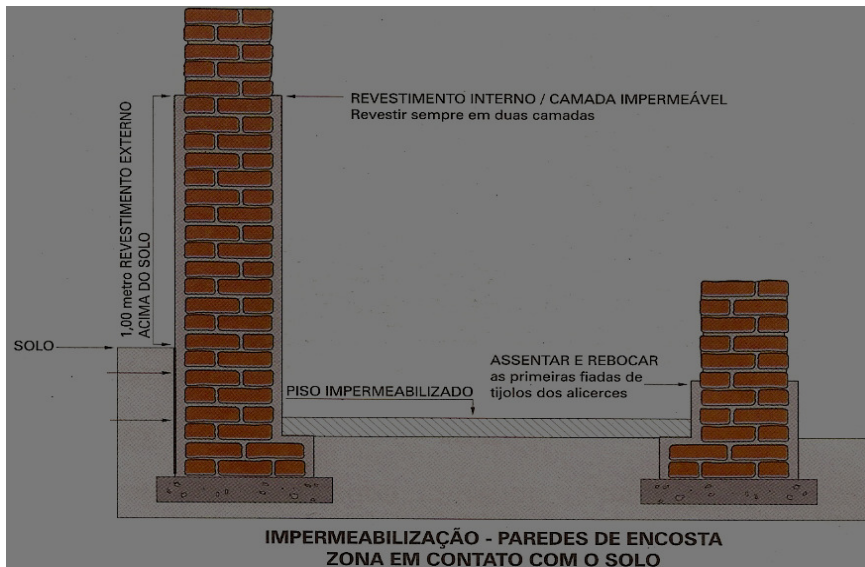 REVESTIMENTO INTERNO / CAMADA IMPERMEÁVEL
Revestir sempre em duas camadas
1,00 metro REVESTIMENTO EXTERNO
ACIMA DO SOLO
SOLO
ASSENTAR E REBOCAR
as primeiras fiadas de
tijolos dos alicerces
PISO IMPERMEABILIZADO
IMPERMEABILIZAÇÃO - PAREDES DE ENCOSTA
ZONA EM CONTATO COM O SOLO